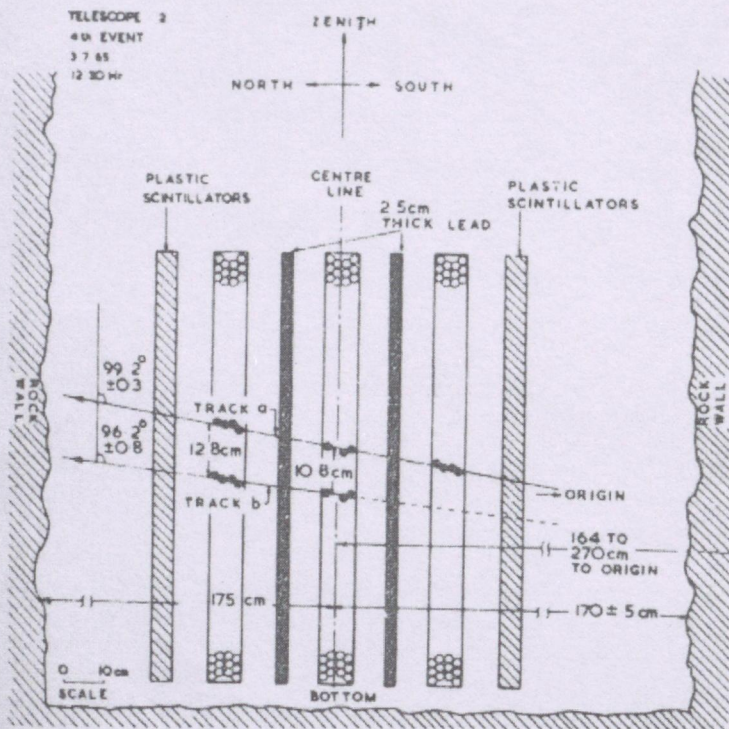 TELESCOPE 2
4th EVENT
3 7 65
12 30 Hr
ZENITH
NORTH
SOUTH
PLASTIC
SCINTILLATORS
CENTRE
LINE
2.5cm
THICK LEAD
PLASTIC
SCINTILLATORS
99 2°
±0.3
96 2°
±0.8
ROCK
WALL
ROCK
WALL
TRACK a
12 8cm
10 8cm
TRACK b
ORIGIN
164 TO
270cm
TO ORIGIN
175 cm
170 ± 5 cm
0 10cm
SCALE
BOTTOM